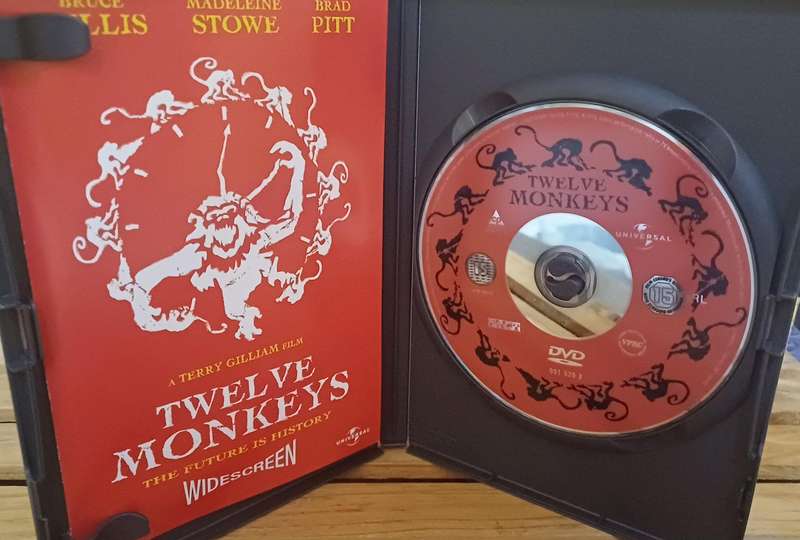 BRUCE MADELEINE BRAD
WILLIS STOWE PITT
A TERRY GILLIAM FILM
TWELVE
MONKEYS
THE FUTURE IS HISTORY
UNIVERSAL
WIDESCREEN
TWELVE
MONKEYS
UNIVERSAL
15
15
RL
VPRC
DVD